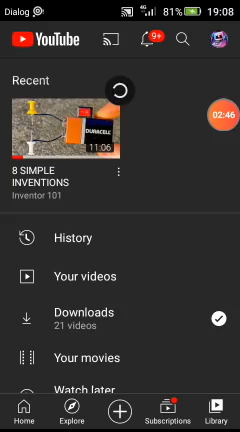 Dialog
4G
81%
19:08
YouTube
9+
Recent
DURACELL
11:06
02:46
8 SIMPLE
INVENTIONS
Inventor 101
History
Your videos
Downloads
21 videos
Your movies
Watch later
Home
Explore
Subscriptions
Library